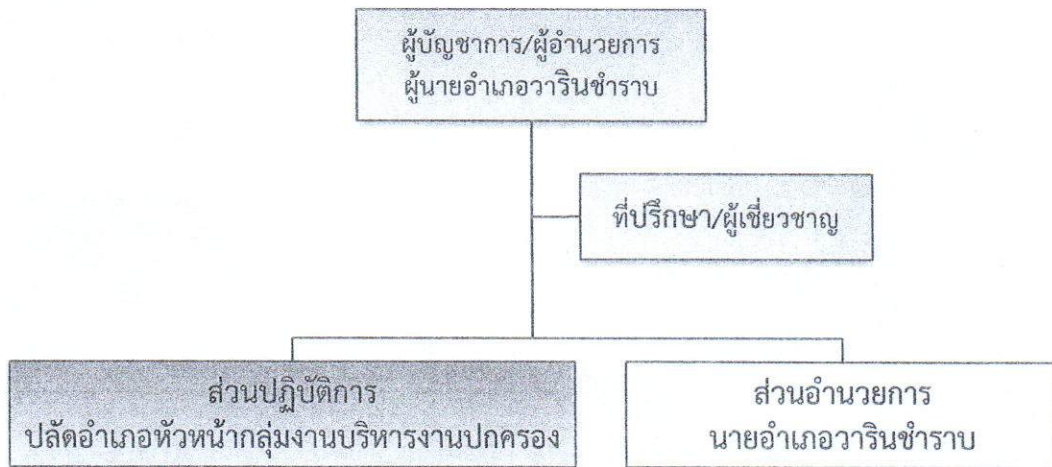 ผู้บัญชาการ/ผู้อำนวยการ
ผู้นายอำเภอวารินชำราบ
ที่ปรึกษา/ผู้เชี่ยวชาญ
ส่วนปฏิบัติการ
ปลัดอำเภอหัวหน้ากลุ่มงานบริหารงานปกครอง
ส่วนอำนวยการ
นายอำเภอวารินชำราบ